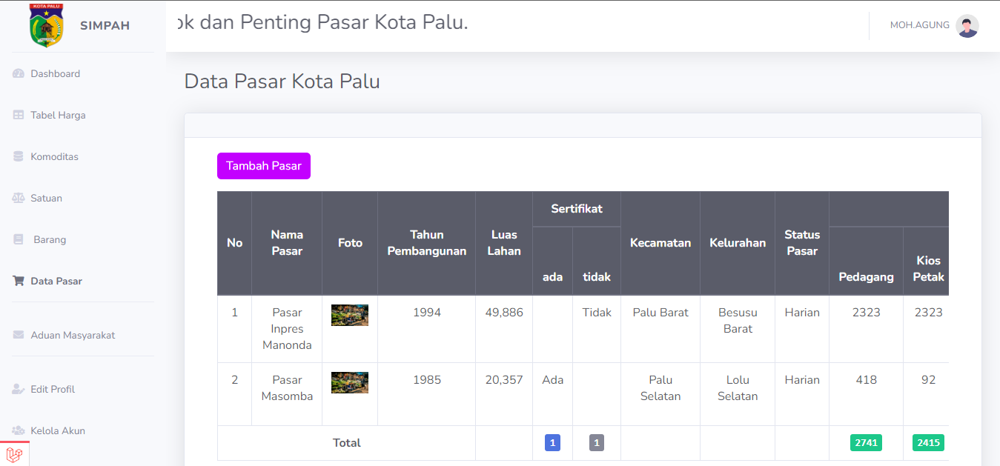 KOTA PALU
SIMPAH
ok dan Penting Pasar Kota Palu.
MOH.AGUNG
Dashboard
Tabel Harga
Komoditas
Satuan
Barang
Data Pasar
Aduan Masyarakat
Edit Profil
Kelola Akun
Data Pasar Kota Palu
Tambah Pasar
No Nama Pasar Foto Tahun Pembangunan Luas Lahan Sertifikat Kecamatan Kelurahan Status Pasar
ada tidak Pedagang Kios Petak
1 Pasar Inpres Manonda 1994 49,886 Tidak Palu Barat Besusu Barat Harian 2323 2323
2 Pasar Masomba 1985 20,357 Ada Palu Selatan Lolu Selatan Harian 418 92
Total 1 1 2741 2415